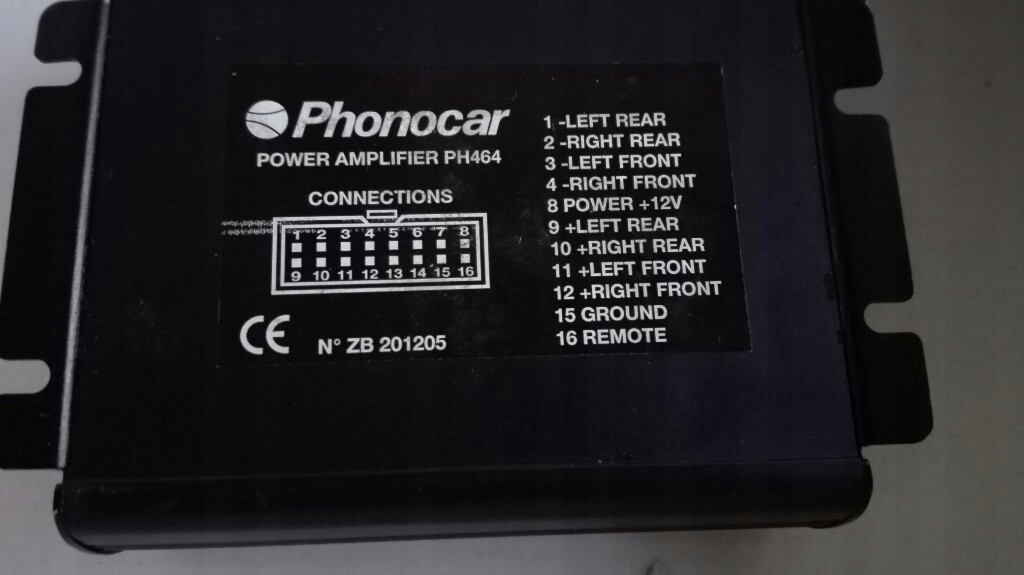 Phonocar
POWER AMPLIFIER PH464
CONNECTIONS
1 2 3 4 5 6 7 8
9 10 11 12 13 14 15 16
CE N° ZB 201205
1 -LEFT REAR
2 -RIGHT REAR
3 -LEFT FRONT
4 -RIGHT FRONT
8 POWER +12V
9 +LEFT REAR
10 +RIGHT REAR
11 +LEFT FRONT
12 +RIGHT FRONT
15 GROUND
16 REMOTE